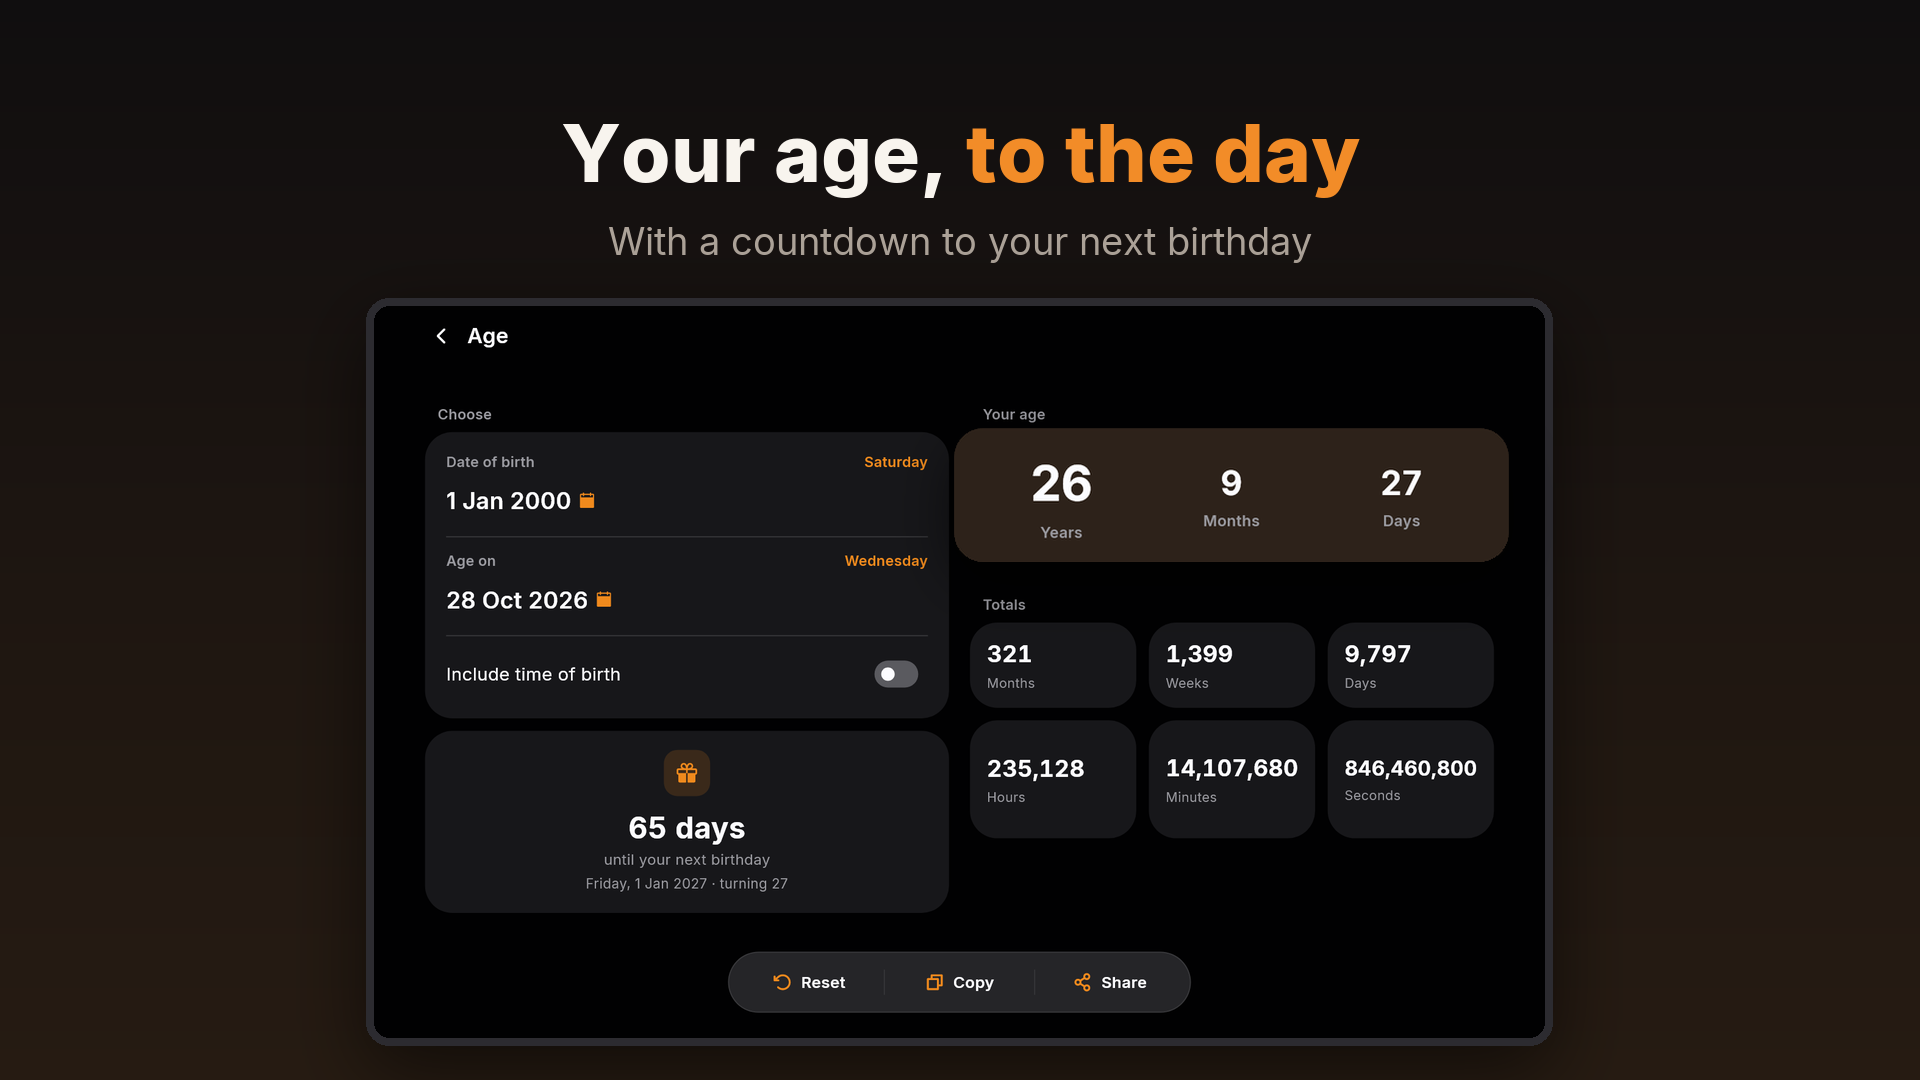 Your age, to the day
With a countdown to your next birthday
Age
Choose
Date of birth
Saturday
1 Jan 2000
Age on
Wednesday
28 Oct 2026
Include time of birth
65 days
until your next birthday
Friday, 1 Jan 2027 · turning 27
Your age
26
Years
9
Months
27
Days
Totals
321
Months
1,399
Weeks
9,797
Days
235,128
Hours
14,107,680
Minutes
846,460,800
Seconds
Reset
Copy
Share